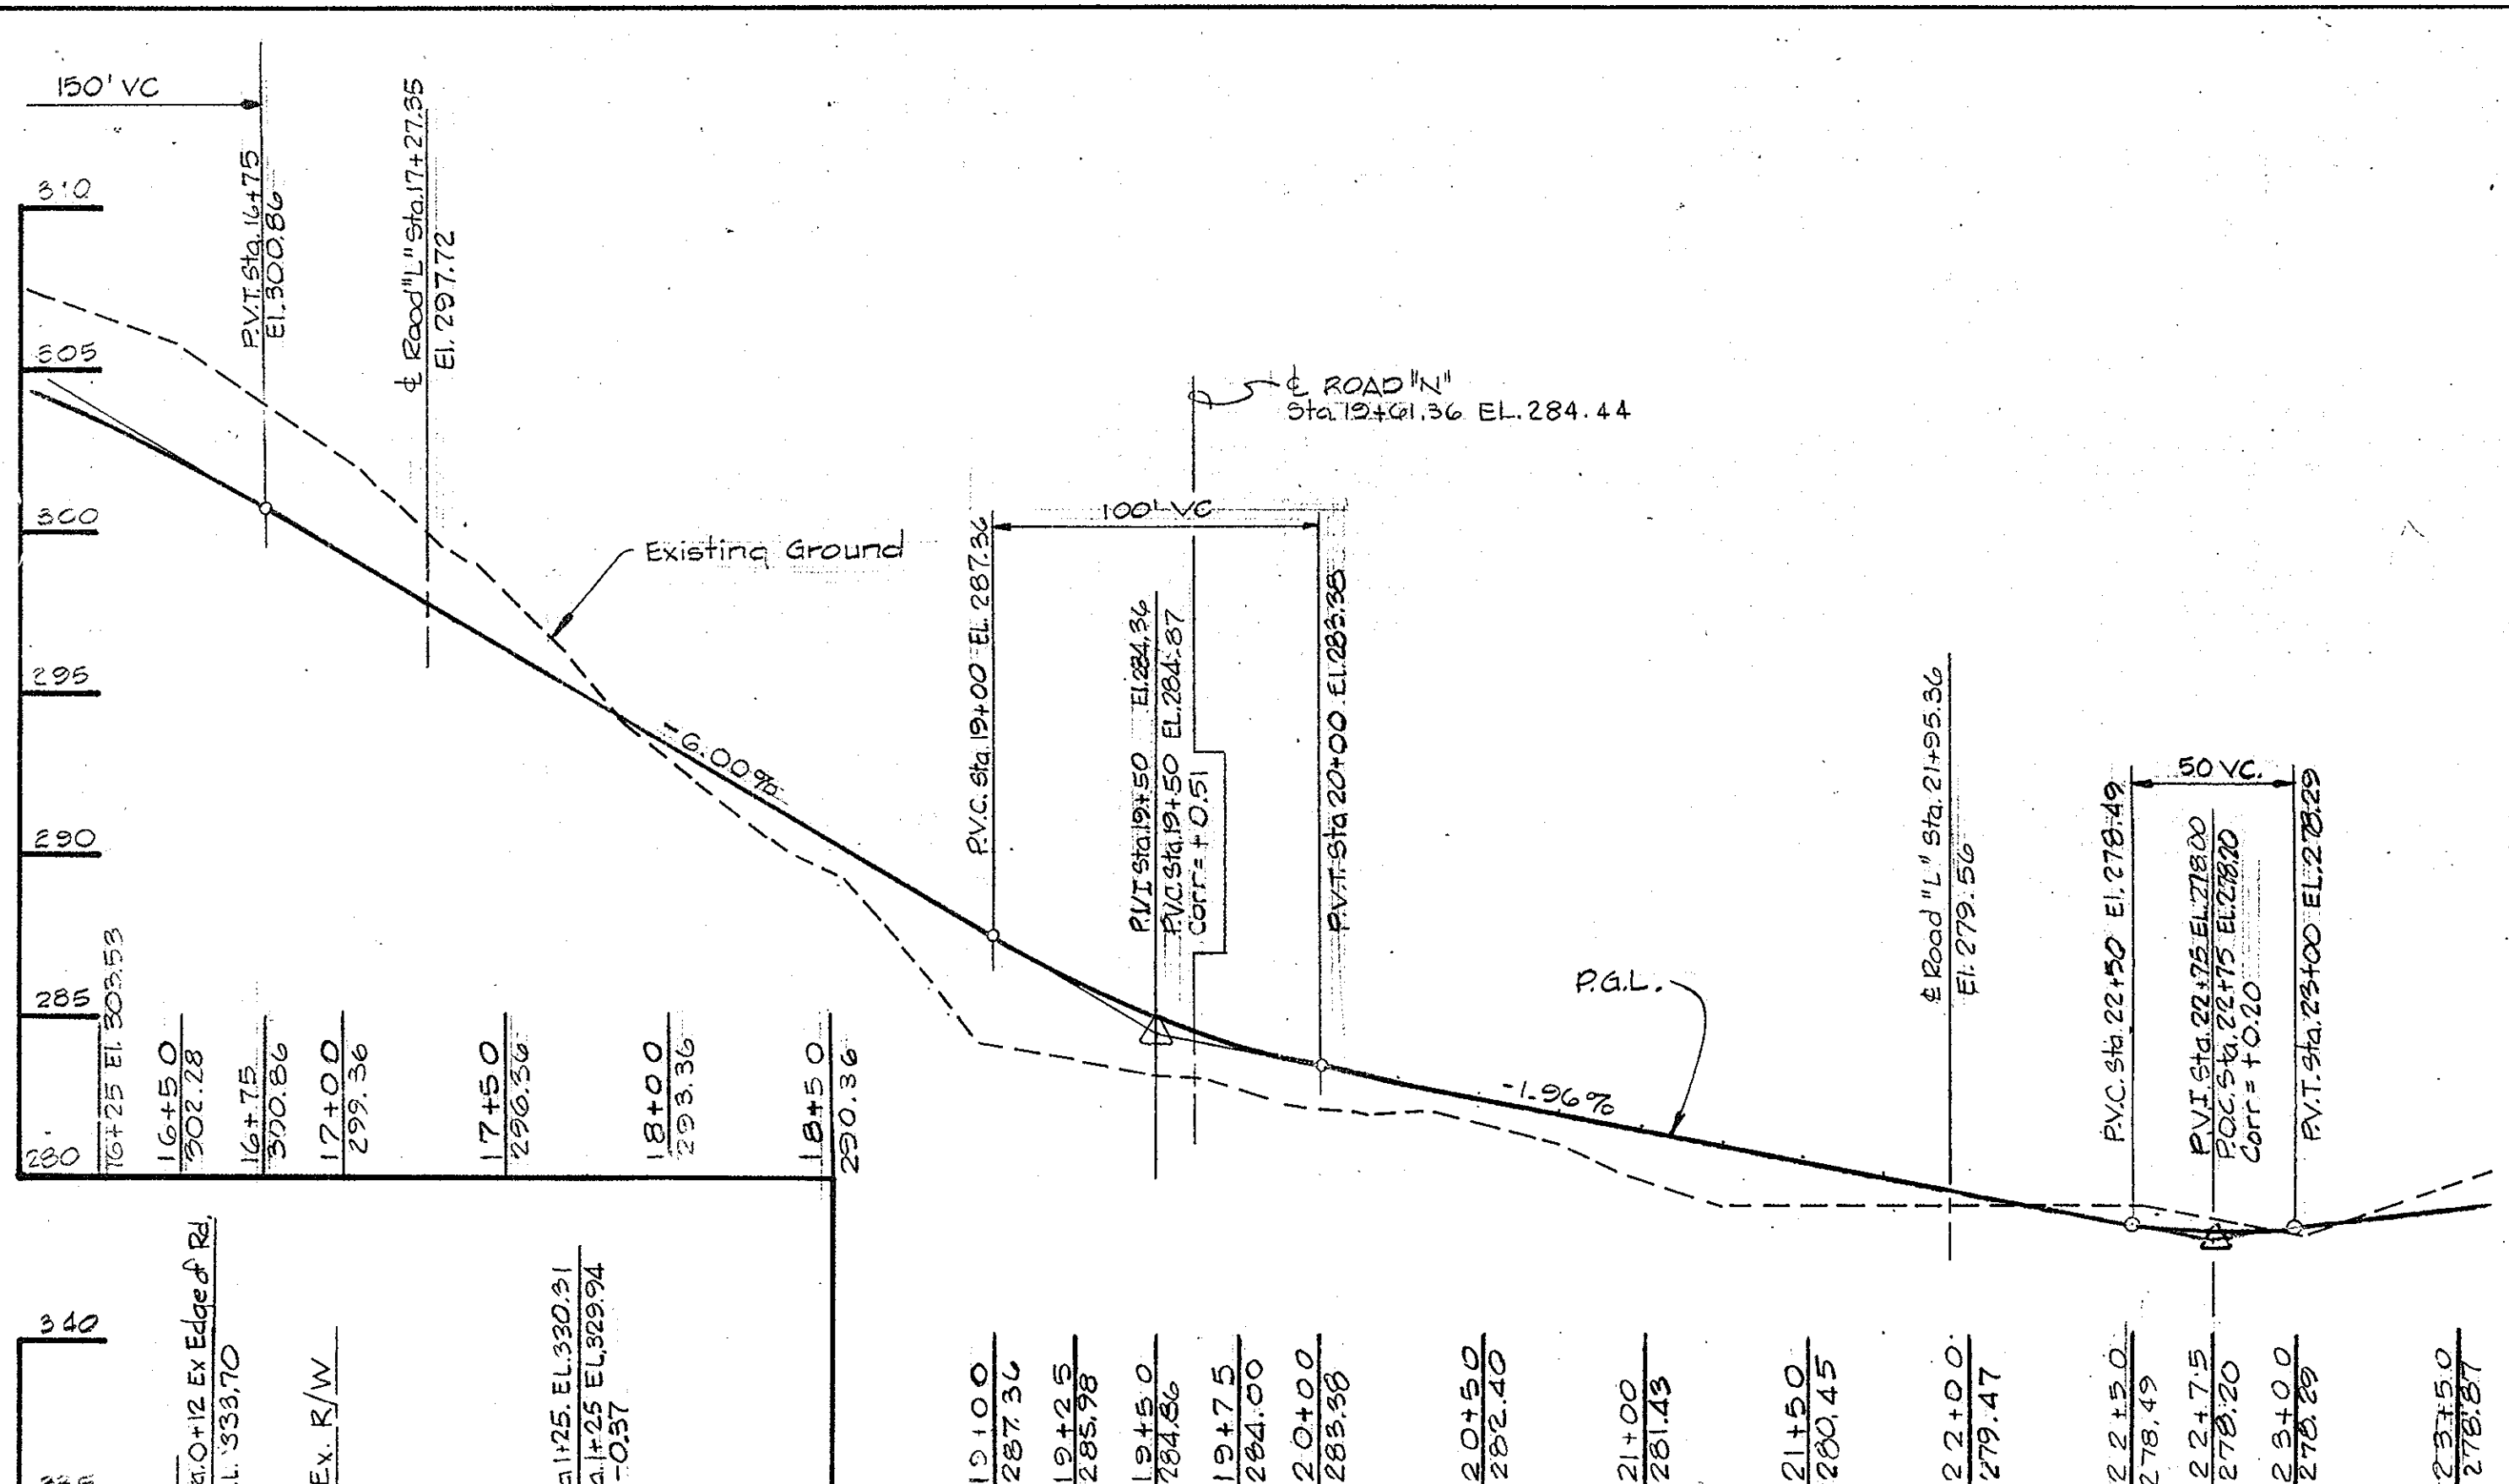 150' VC
P.V.T. Sta. 16+75
El. 300.86
℄ Road "L" Sta. 17+27.35
El. 297.72
310
305
300
295
290
285
280
Existing Ground
-6.00%
℄ ROAD "N"
Sta 19+61.36 EL. 284.44
100' VC
P.V.C. Sta 19+00 EL. 287.36
P.V.I Sta 19+50 El. 284.36
P.V.C. Sta. 19+50 EL. 284.87
Corr = +0.51
P.V.T. Sta 20+00 El. 283.38
P.G.L.
-1.96%
℄ Road "L" Sta. 21+95.36
El. 279.56
50 VC.
P.V.C. Sta. 22+50 El. 278.49
P.V.I. Sta. 22+75 EL. 278.00
P.O.C. Sta. 22+75 EL. 278.20
Corr = +0.20
P.V.T. Sta. 23+00 EL. 278.29
16+25 El. 303.53
16+50
302.28
16+75
300.86
17+00
299.36
17+50
296.36
18+00
293.36
18+50
290.36
340
a. 0+12 Ex Edge of Rd.
L. 333.70
Ex. R/W
a 1+25. EL. 330.31
a. 1+25 EL. 329.94
-0.37
19+00
287.36
19+25
285.98
19+50
284.86
19+75
284.00
20+00
283.38
20+50
282.40
21+00
281.43
21+50
280.45
22+00
279.47
22+50
278.49
22+75
278.20
23+00
278.29
23+50
278.87